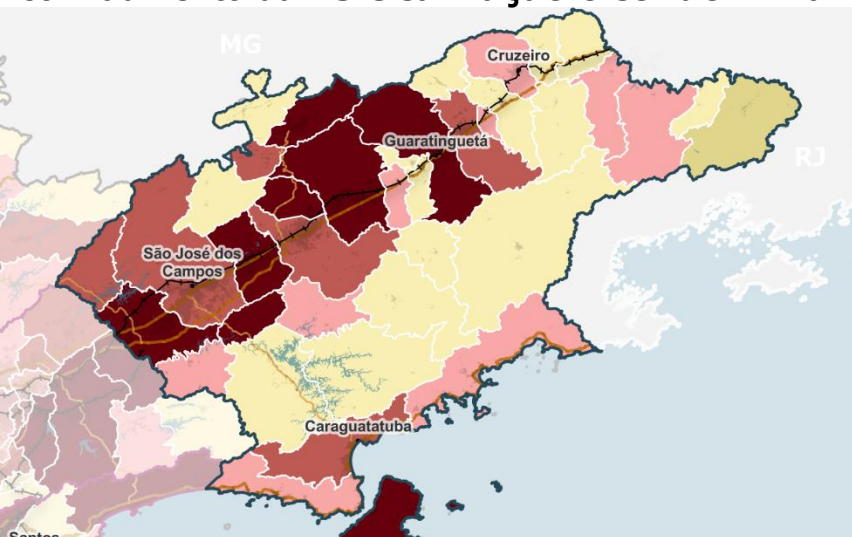 MG
Cruzeiro
Guaratinguetá
RJ
São José dos
Campos
Caraguatatuba